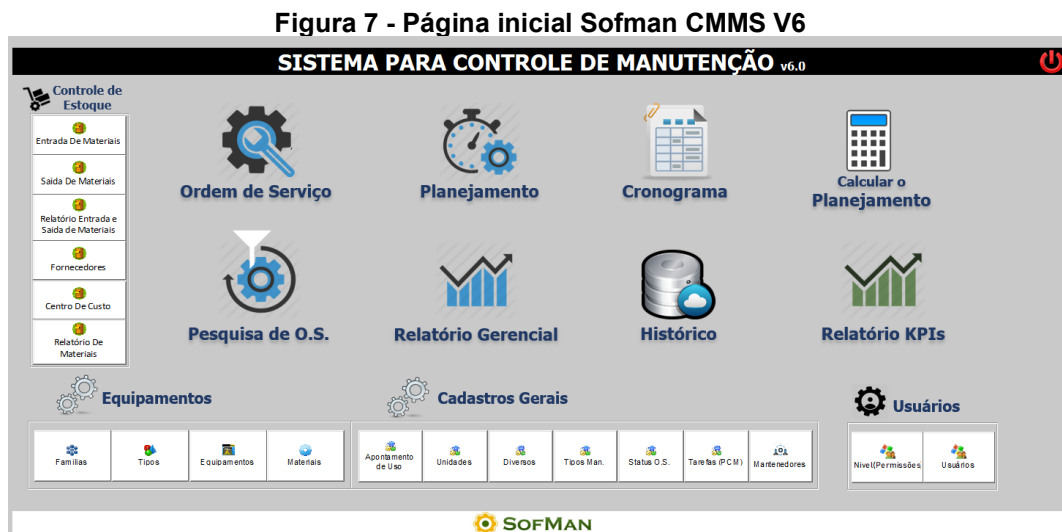 Figura 7 - Página inicial Sofman CMMS V6
SISTEMA PARA CONTROLE DE MANUTENÇÃO v6.0
Controle de
Estoque
Entrada De Materiais
Saida De Materiais
Relatório Entrada e
Saida de Materiais
Fornecedores
Centro De Custo
Relatório De
Materiais
Ordem de Serviço
Planejamento
Cronograma
Calcular o
Planejamento
Pesquisa de O.S.
Relatório Gerencial
Histórico
Relatório KPIs
Equipamentos
Familias
Tipos
Equipamentos
Materiais
Cadastros Gerais
Apontamento
de Uso
Unidades
Diversos
Tipos Man.
Status O.S.
Tarefas (PCM)
Mantenedores
Usuários
Nivel(Permissões
Usuários
SOFMAN